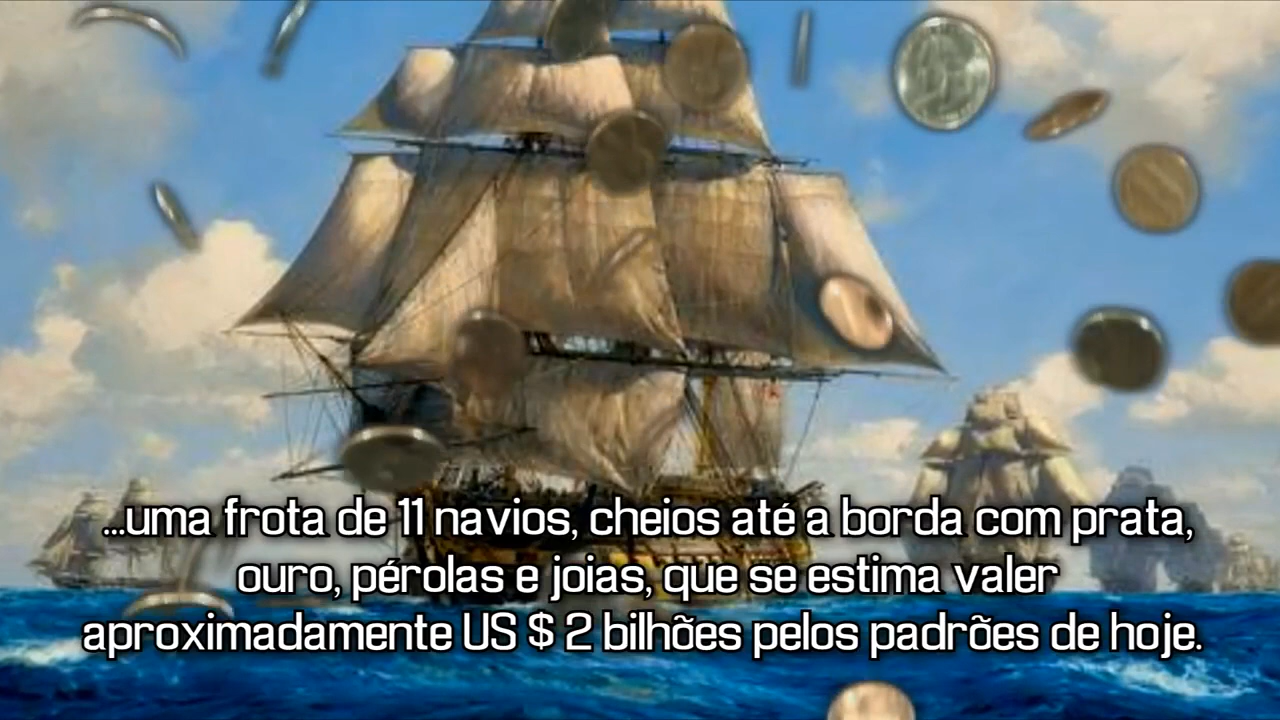 ...uma frota de 11 navios, cheios até a borda com prata,
ouro, pérolas e joias, que se estima valer
aproximadamente US $ 2 bilhões pelos padrões de hoje.